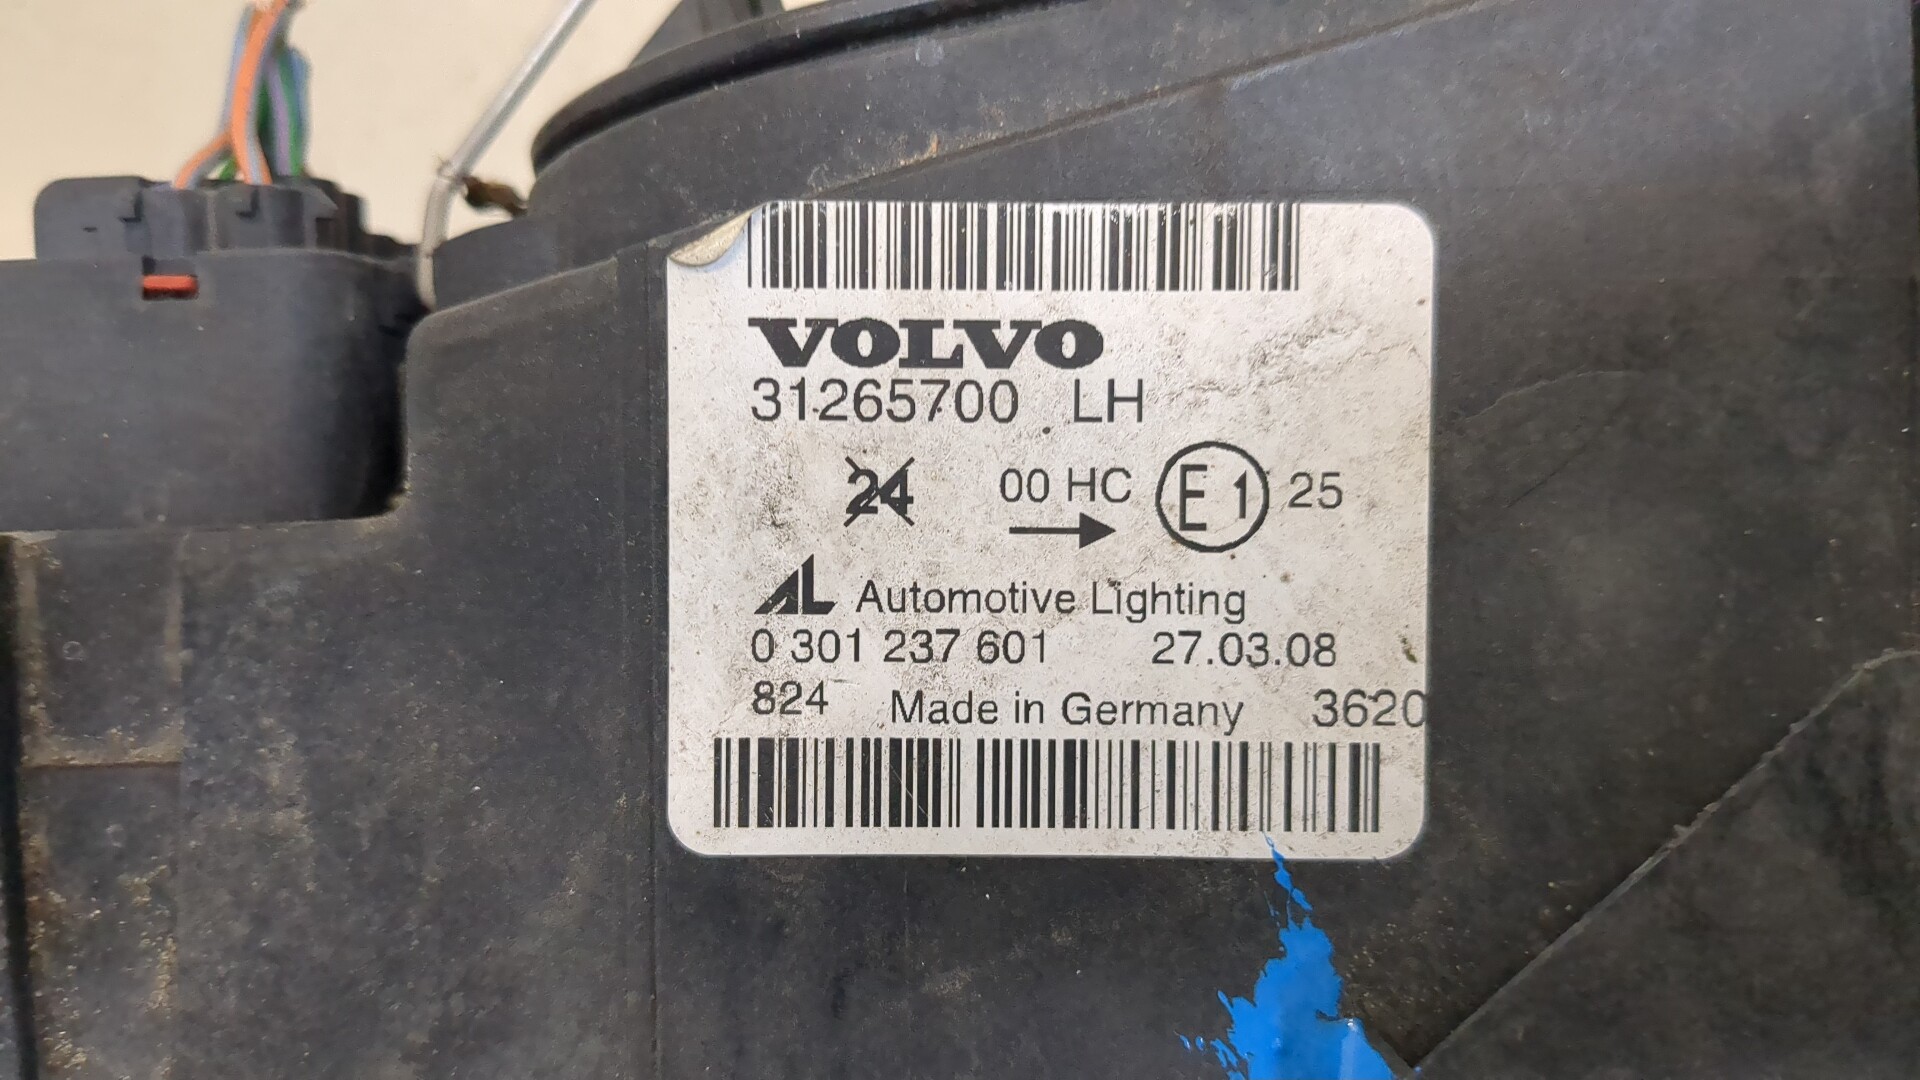 VOLVO
31265700 LH
24 00 HC E1 25
AL Automotive Lighting
0 301 237 601 27.03.08
824 Made in Germany 3620